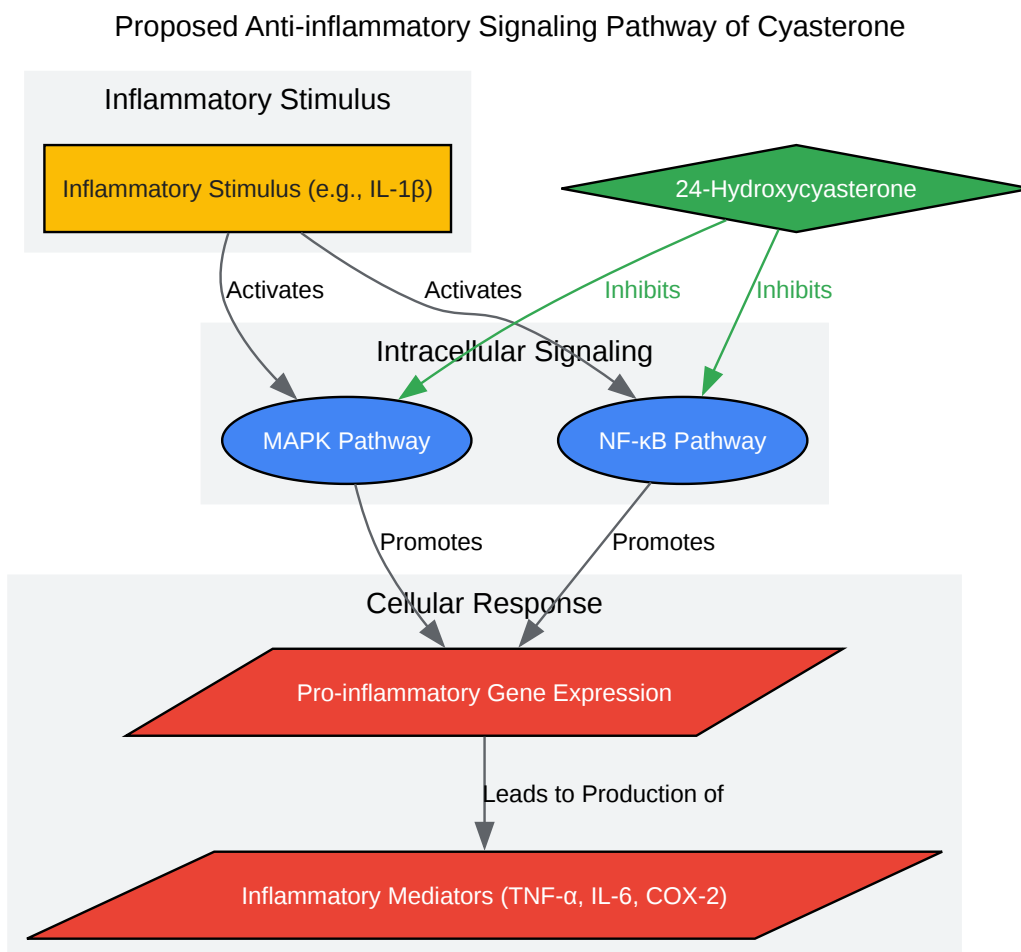 Proposed Anti-inflammatory Signaling Pathway of Cyasterone
Inflammatory Stimulus
Inflammatory Stimulus (e.g., IL-1β)
24-Hydroxycyasterone
Activates
Activates
Inhibits
Inhibits
Intracellular Signaling
MAPK Pathway
NF-κB Pathway
Promotes
Promotes
Cellular Response
Pro-inflammatory Gene Expression
Leads to Production of
Inflammatory Mediators (TNF-α, IL-6, COX-2)